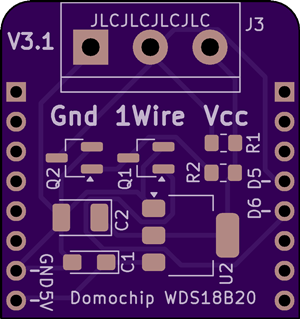 JLCJLCJLCJLC
J3
V3.1
Gnd 1Wire Vcc
R1
Q2
Q1
R2
D5
D6
C2
C1
U2
GND
5V
Domochip WDS18B20